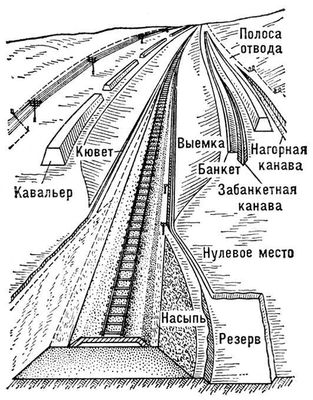 Полоса
отвода
Кювет
Выемка
Нагорная
канава
Банкет
Кавальер
Забанкетная
канава
Нулевое место
Насыпь
Резерв